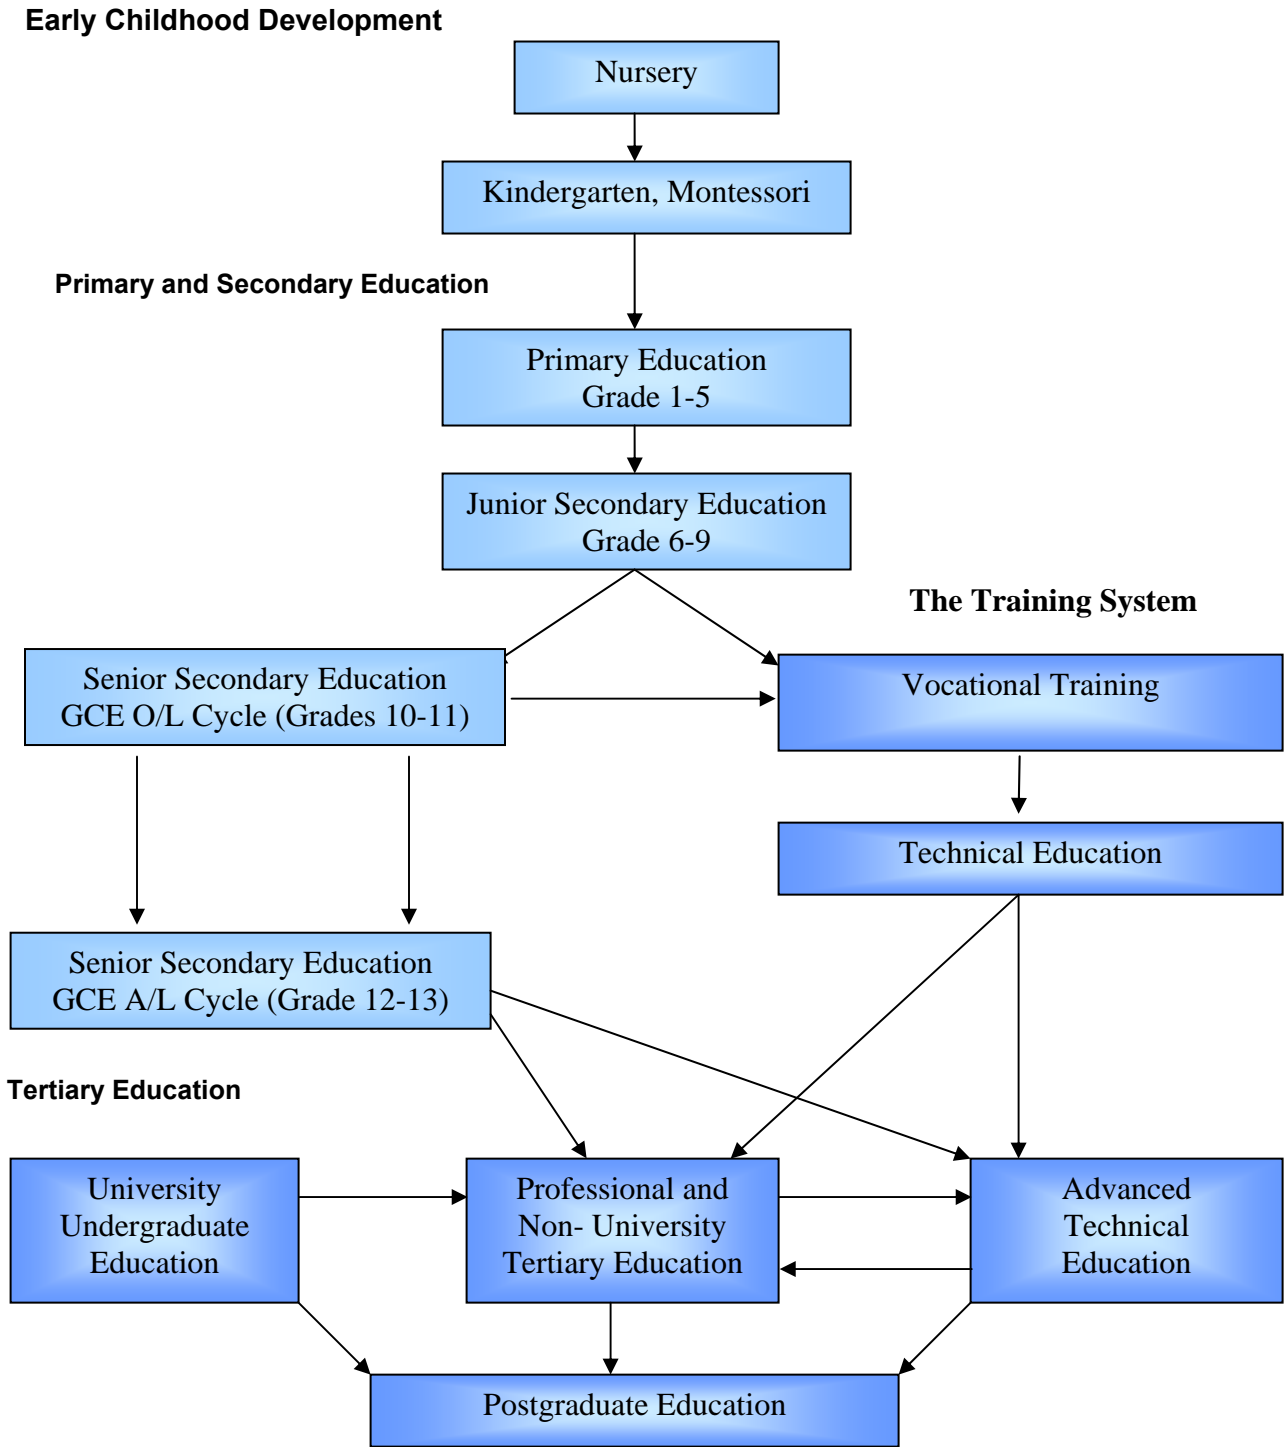 Early Childhood Development
Nursery
Kindergarten, Montessori
Primary and Secondary Education
Primary Education
Grade 1-5
Junior Secondary Education
Grade 6-9
The Training System
Senior Secondary Education
GCE O/L Cycle (Grades 10-11)
Vocational Training
Technical Education
Senior Secondary Education
GCE A/L Cycle (Grade 12-13)
Tertiary Education
University
Undergraduate
Education
Professional and
Non- University
Tertiary Education
Advanced
Technical
Education
Postgraduate Education